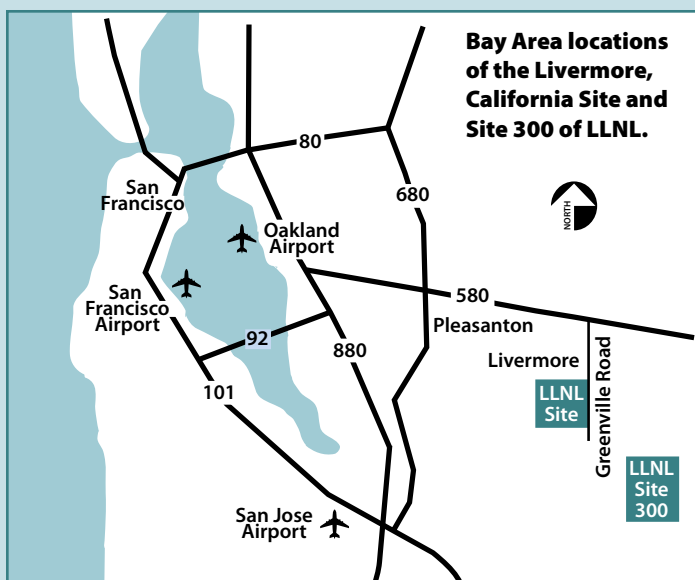 Bay Area locations
of the Livermore,
California Site and
Site 300 of LLNL.
80
680
San
Francisco
NORTH
Oakland
Airport
San
Francisco
Airport
580
Pleasanton
92
880
Livermore
101
Greenville Road
LLNL
Site
LLNL
Site
300
San Jose
Airport